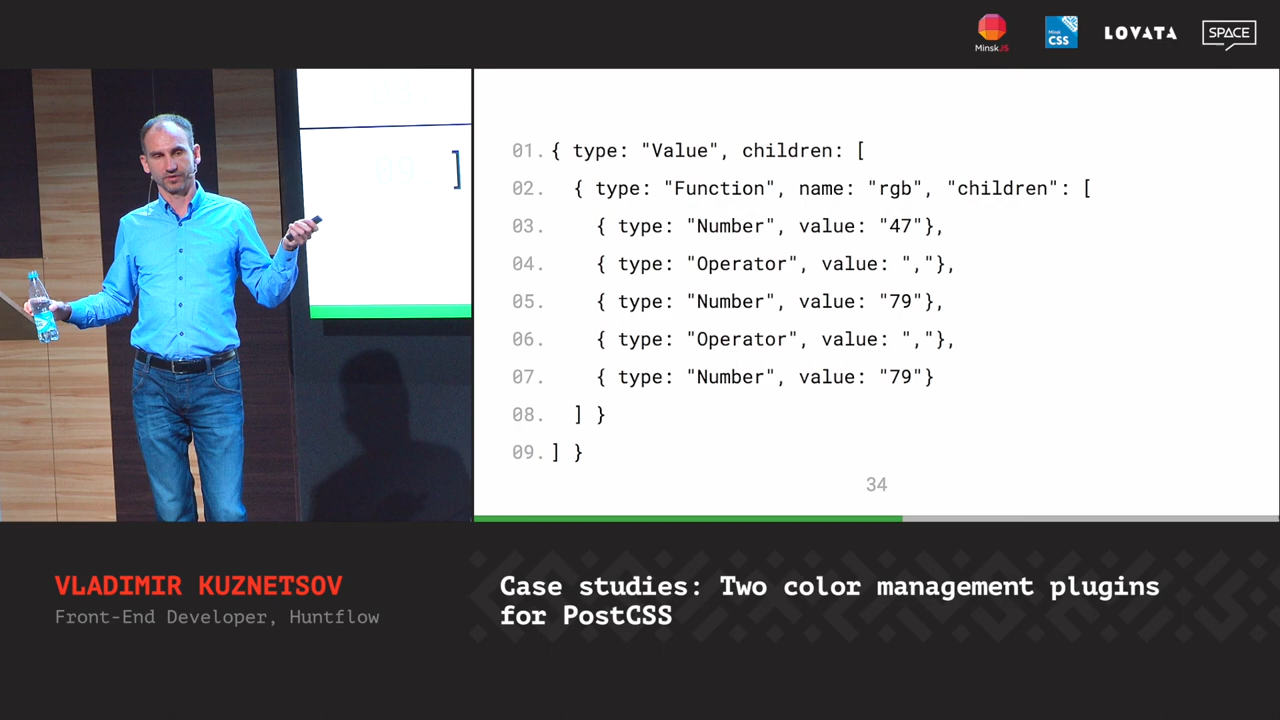 MinskJS
Minsk
CSS
LOVATA
SPACE
09
]
01. { type: "Value", children: [
02. { type: "Function", name: "rgb", "children": [
03. { type: "Number", value: "47"},
04. { type: "Operator", value: ","},
05. { type: "Number", value: "79"},
06. { type: "Operator", value: ","},
07. { type: "Number", value: "79"}
08. ] }
09. ] }
34
VLADIMIR KUZNETSOV
Front-End Developer, Huntflow
Case studies: Two color management plugins
for PostCSS